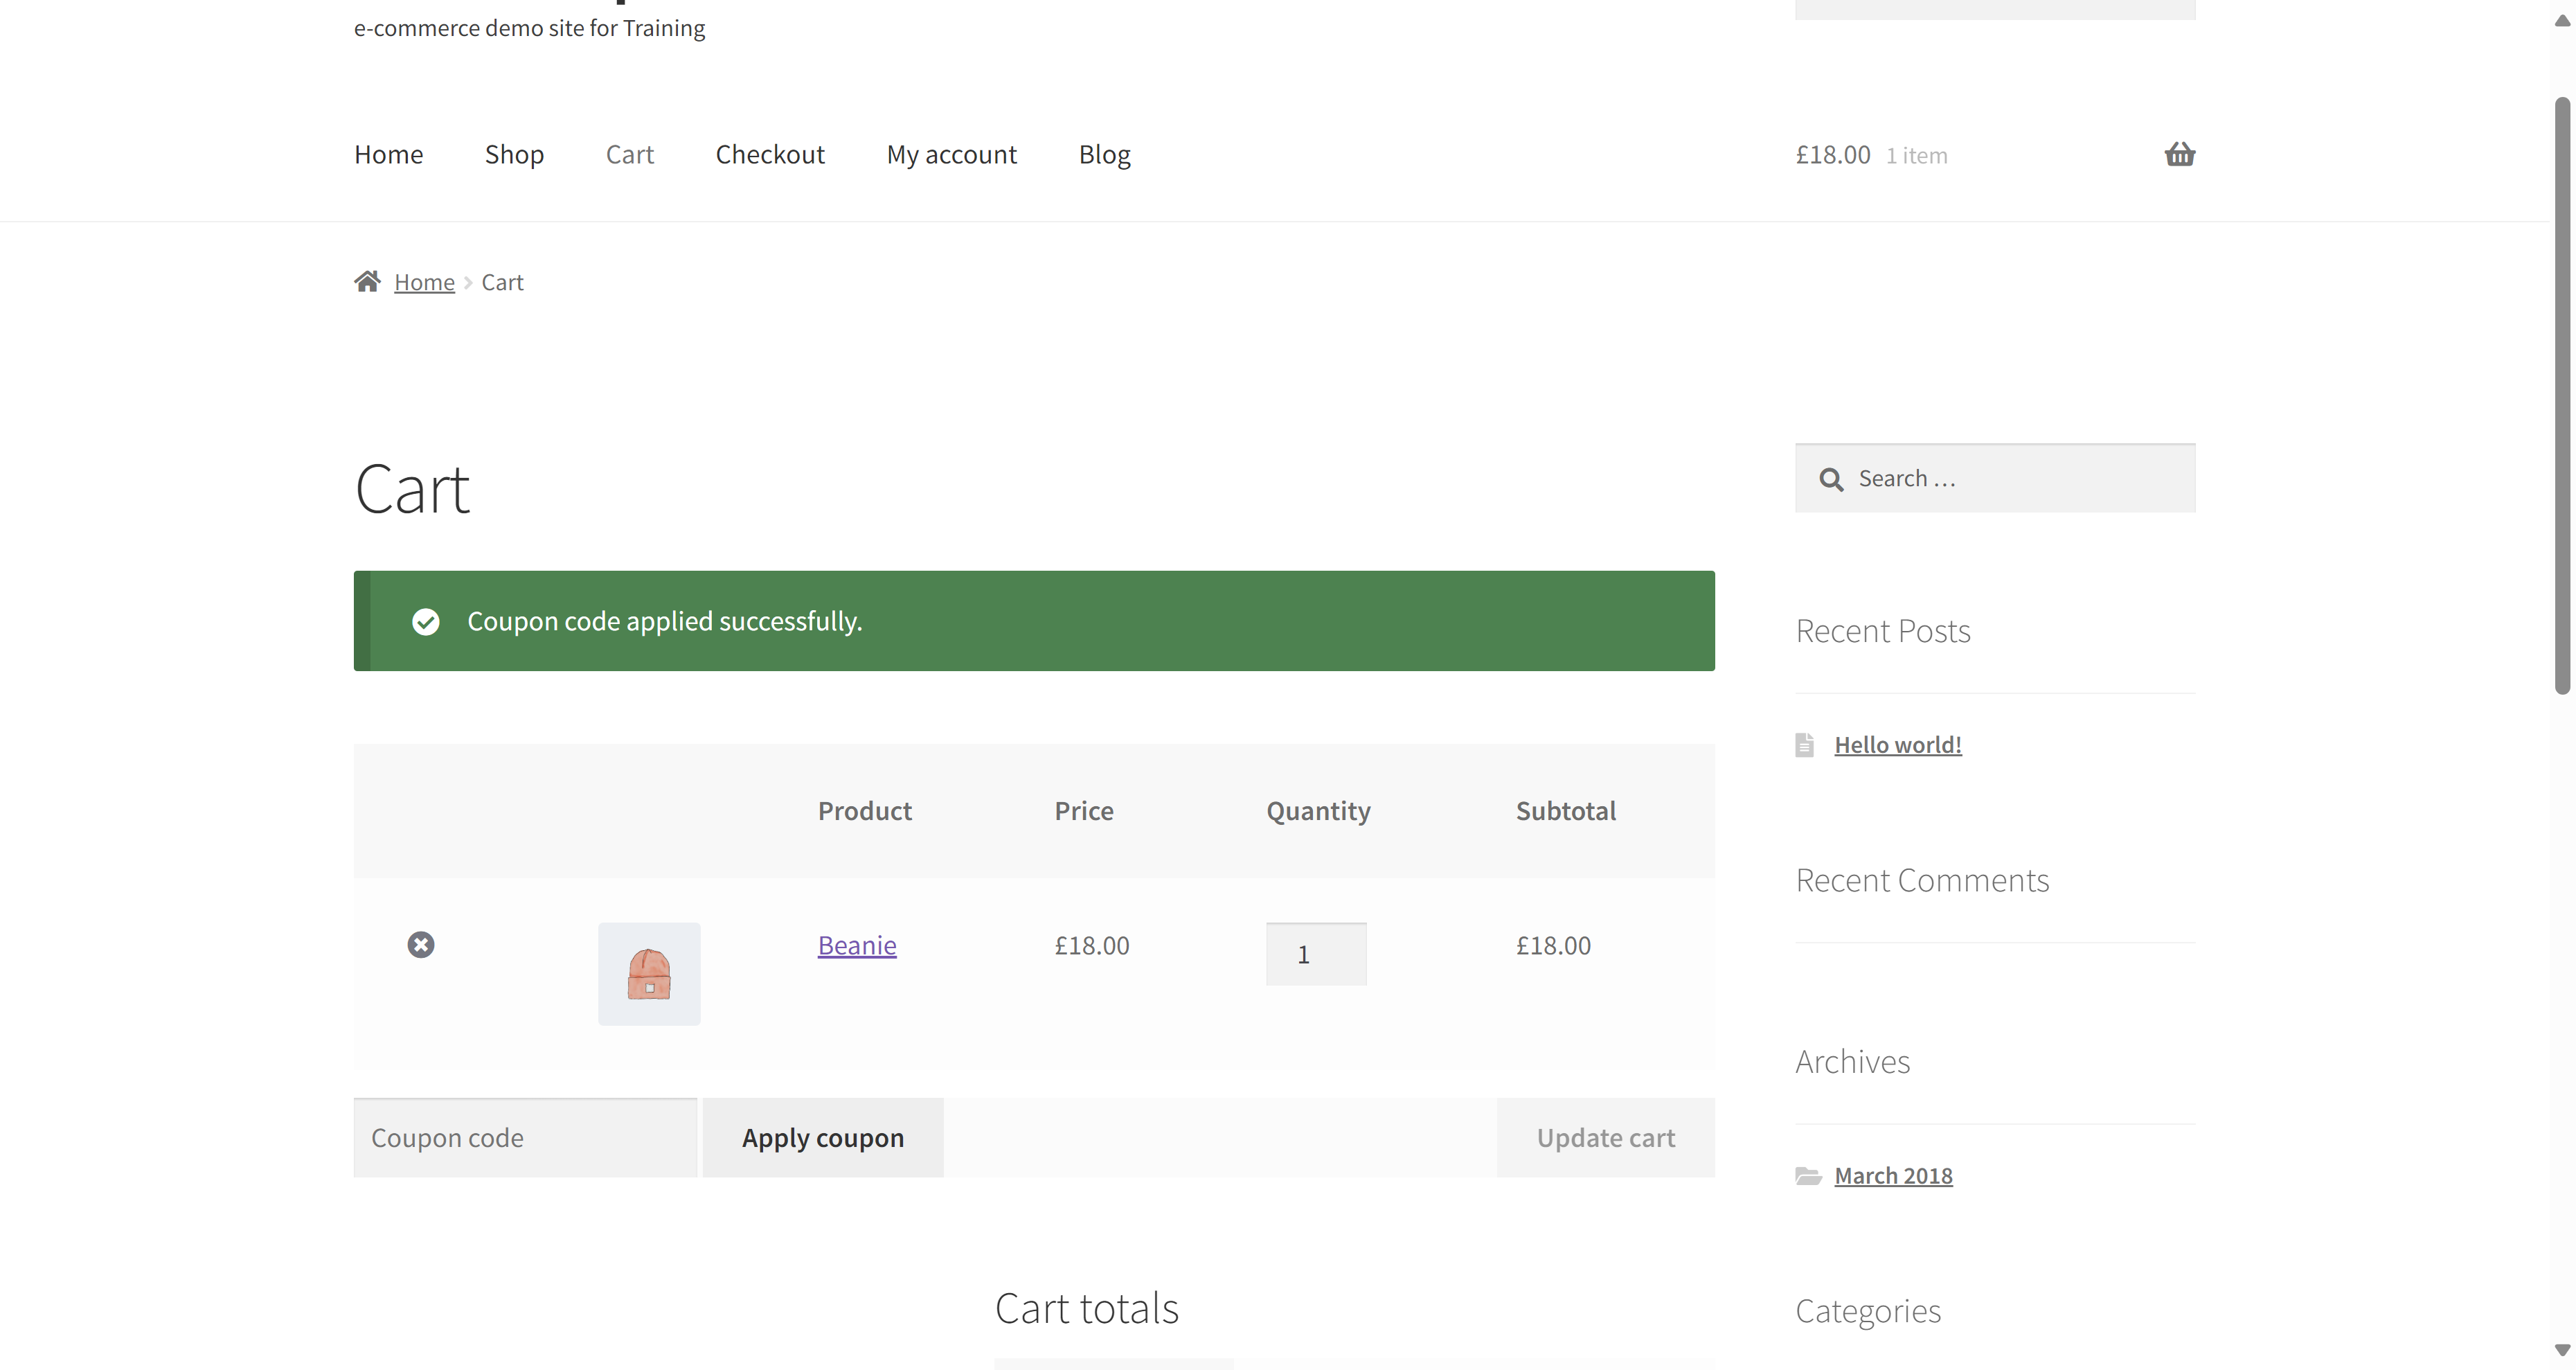 e-commerce demo site for Training
Home Shop Cart Checkout My account Blog
£18.00 1 item
Home Cart
Cart
Search …
Coupon code applied successfully.
Recent Posts
Hello world!
Product Price Quantity Subtotal
Beanie £18.00 1 £18.00
Recent Comments
Archives
Coupon code Apply coupon Update cart
March 2018
Cart totals
Categories